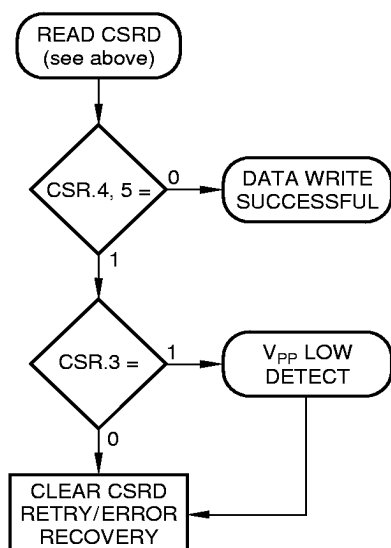 READ CSRD
(see above)
CSR.4, 5 =
0
DATA WRITE
SUCCESSFUL
1
CSR.3 =
1
VPP LOW
DETECT
0
CLEAR CSRD
RETRY/ERROR
RECOVERY